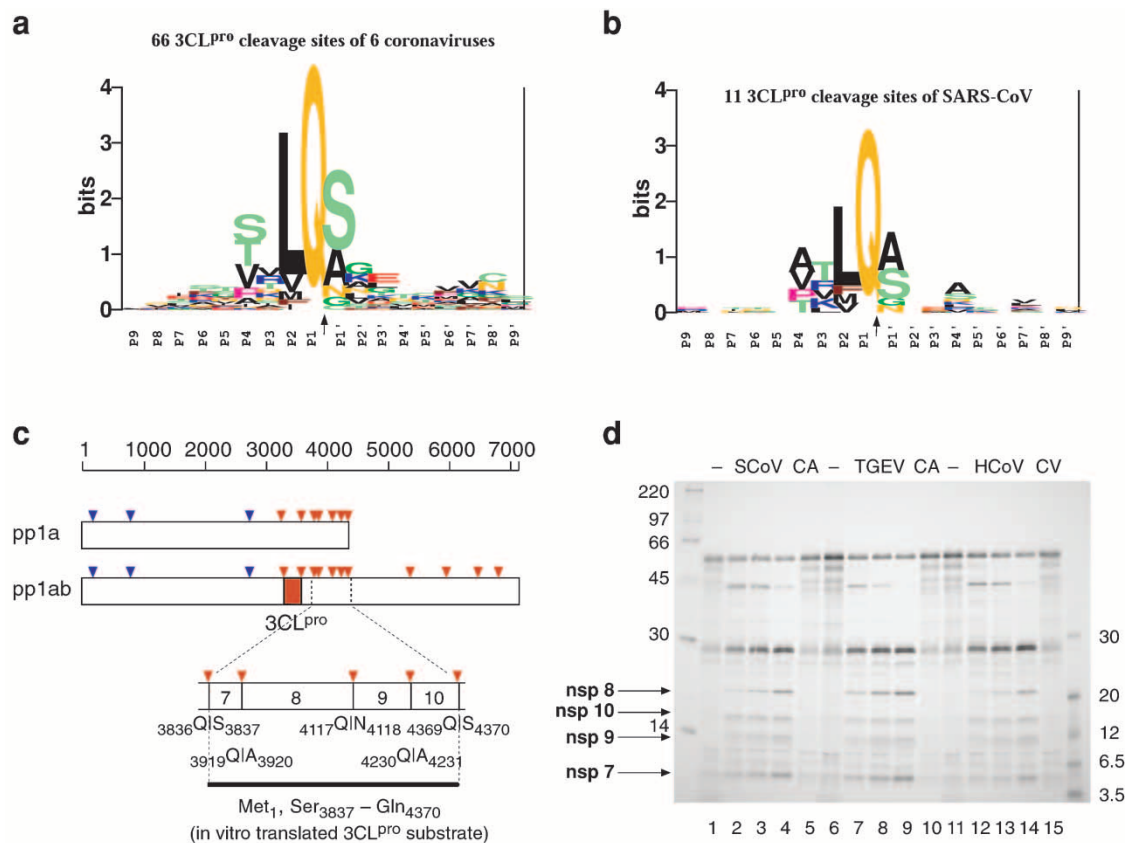 a
66 3CLpro cleavage sites of 6 coronaviruses
bits
4
3
2
1
0
P9 P8 P7 P6 P5 P4 P3 P2 P1 P1' P2' P3' P4' P5' P6' P7' P8' P9'
b
11 3CLpro cleavage sites of SARS-CoV
bits
4
3
2
1
0
P9 P8 P7 P6 P5 P4 P3 P2 P1 P1' P2' P3' P4' P5' P6' P7' P8' P9'
c
1 1000 2000 3000 4000 5000 6000 7000
pp1a
pp1ab
3CLpro
7 8 9 10
3836Q|S3837 4117Q|N4118 4369Q|S4370
3919Q|A3920 4230Q|A4231
Met1, Ser3837 – Gln4370
(in vitro translated 3CLpro substrate)
d
– SCoV CA – TGEV CA – HCoV CV
220
97
66
45
30
14
30
20
12
6.5
3.5
nsp 8
nsp 10
nsp 9
nsp 7
1 2 3 4 5 6 7 8 9 10 11 12 13 14 15